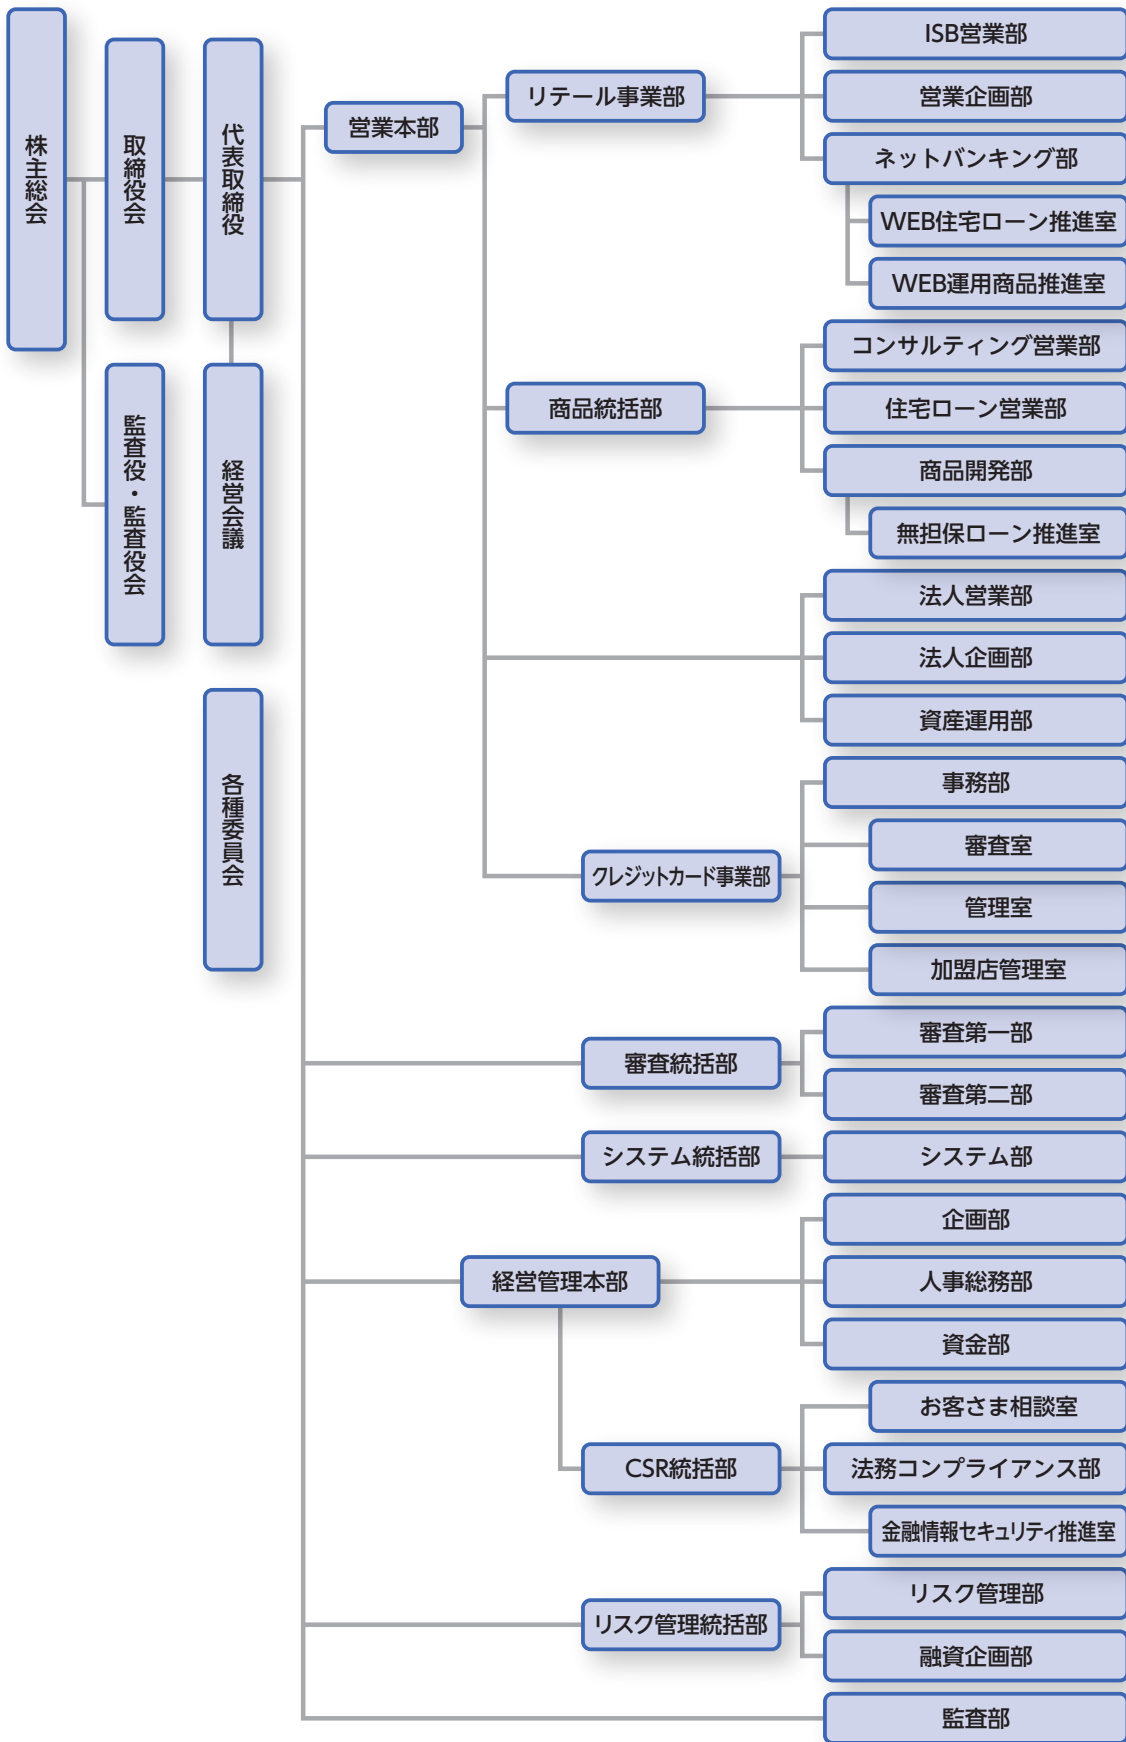 株主総会
取締役会
監査役・監査役会
代表取締役
経営会議
各種委員会
営業本部
リテール事業部
ISB営業部
営業企画部
ネットバンキング部
WEB住宅ローン推進室
WEB運用商品推進室
商品統括部
コンサルティング営業部
住宅ローン営業部
商品開発部
無担保ローン推進室
法人営業部
法人企画部
資産運用部
クレジットカード事業部
事務部
審査室
管理室
加盟店管理室
審査統括部
審査第一部
審査第二部
システム統括部
システム部
経営管理本部
企画部
人事総務部
資金部
CSR統括部
お客さま相談室
法務コンプライアンス部
金融情報セキュリティ推進室
リスク管理統括部
リスク管理部
融資企画部
監査部